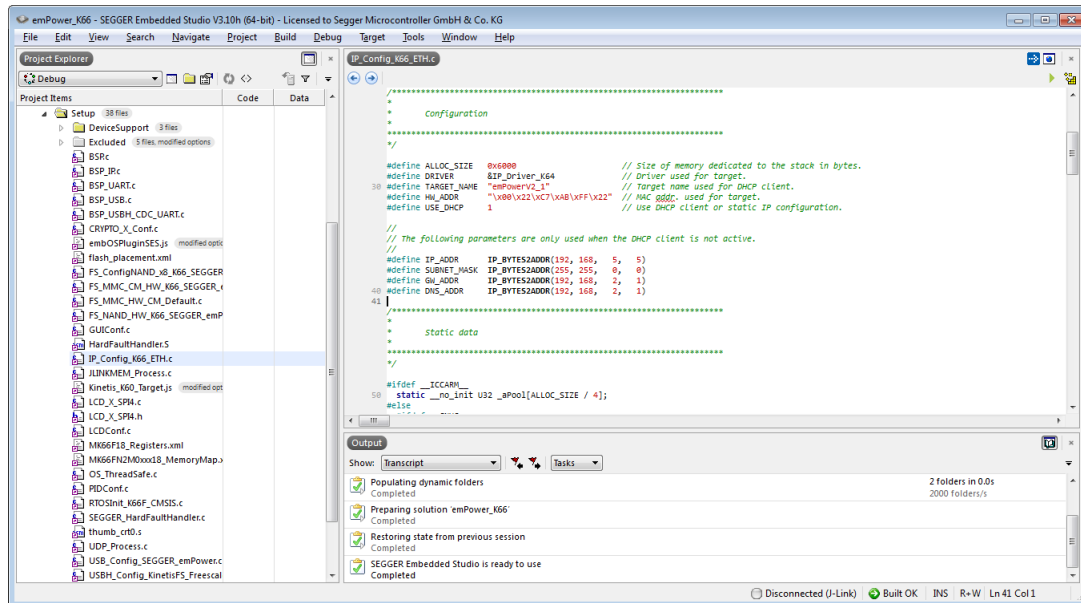 emPower_K66 - SEGGER Embedded Studio V3.10h (64-bit) - Licensed to Segger Microcontroller GmbH & Co. KG
File Edit View Search Navigate Project Build Debug Target Tools Window Help
Project Explorer
Debug
Project Items Code Data
Setup 38 files
DeviceSupport 3 files
Excluded 5 files, modified options
BSP.c
BSP_IP.c
BSP_UART.c
BSP_USB.c
BSP_USBH_CDC_UART.c
CRYPTO_X_Conf.c
embOSPluginSES.js modified optic
flash_placement.xml
FS_ConfigNAND_x8_K66_SEGGER
FS_MMC_CM_HW_K66_SEGGER_e
FS_MMC_HW_CM_Default.c
FS_NAND_HW_K66_SEGGER_emP
GUIConf.c
HardFaultHandler.S
IP_Config_K66_ETH.c
JLINKMEM_Process.c
Kinetis_K60_Target.js modified opt
LCD_X_SPI4.c
LCD_X_SPI4.h
LCDConf.c
MK66F18_Registers.xml
MK66FN2M0xxx18_MemoryMap.x
OS_ThreadSafe.c
PIDConf.c
RTOSInit_K66F_CMSIS.c
SEGGER_HardFaultHandler.c
thumb_crt0.s
UDP_Process.c
USB_Config_SEGGER_emPower.c
USBH_Config_KinetisFS_Freescal
IP_Config_K66_ETH.c
/*********************************************************************
*
* Configuration
*
**********************************************************************
*/
#define ALLOC_SIZE 0x6000 // Size of memory dedicated to the stack in bytes.
#define DRIVER &IP_Driver_K64 // Driver used for target.
30 #define TARGET_NAME "emPowerV2_1" // Target name used for DHCP client.
#define HW_ADDR "\x00\x22\xC7\xAB\xFF\x22" // MAC addr. used for target.
#define USE_DHCP 1 // Use DHCP client or static IP configuration.
//
// The following parameters are only used when the DHCP client is not active.
//
#define IP_ADDR IP_BYTES2ADDR(192, 168, 5, 5)
#define SUBNET_MASK IP_BYTES2ADDR(255, 255, 0, 0)
#define GW_ADDR IP_BYTES2ADDR(192, 168, 2, 1)
40 #define DNS_ADDR IP_BYTES2ADDR(192, 168, 2, 1)
41
/*********************************************************************
*
* Static data
*
**********************************************************************
*/
#ifdef __ICCARM__
50 static __no_init U32 _aPool[ALLOC_SIZE / 4];
#else
Output
Show: Transcript Tasks
Populating dynamic folders 2 folders in 0.0s
Completed 2000 folders/s
Preparing solution 'emPower_K66'
Completed
Restoring state from previous session
Completed
SEGGER Embedded Studio is ready to use
Completed
Disconnected (J-Link) Built OK INS R+W Ln 41 Col 1